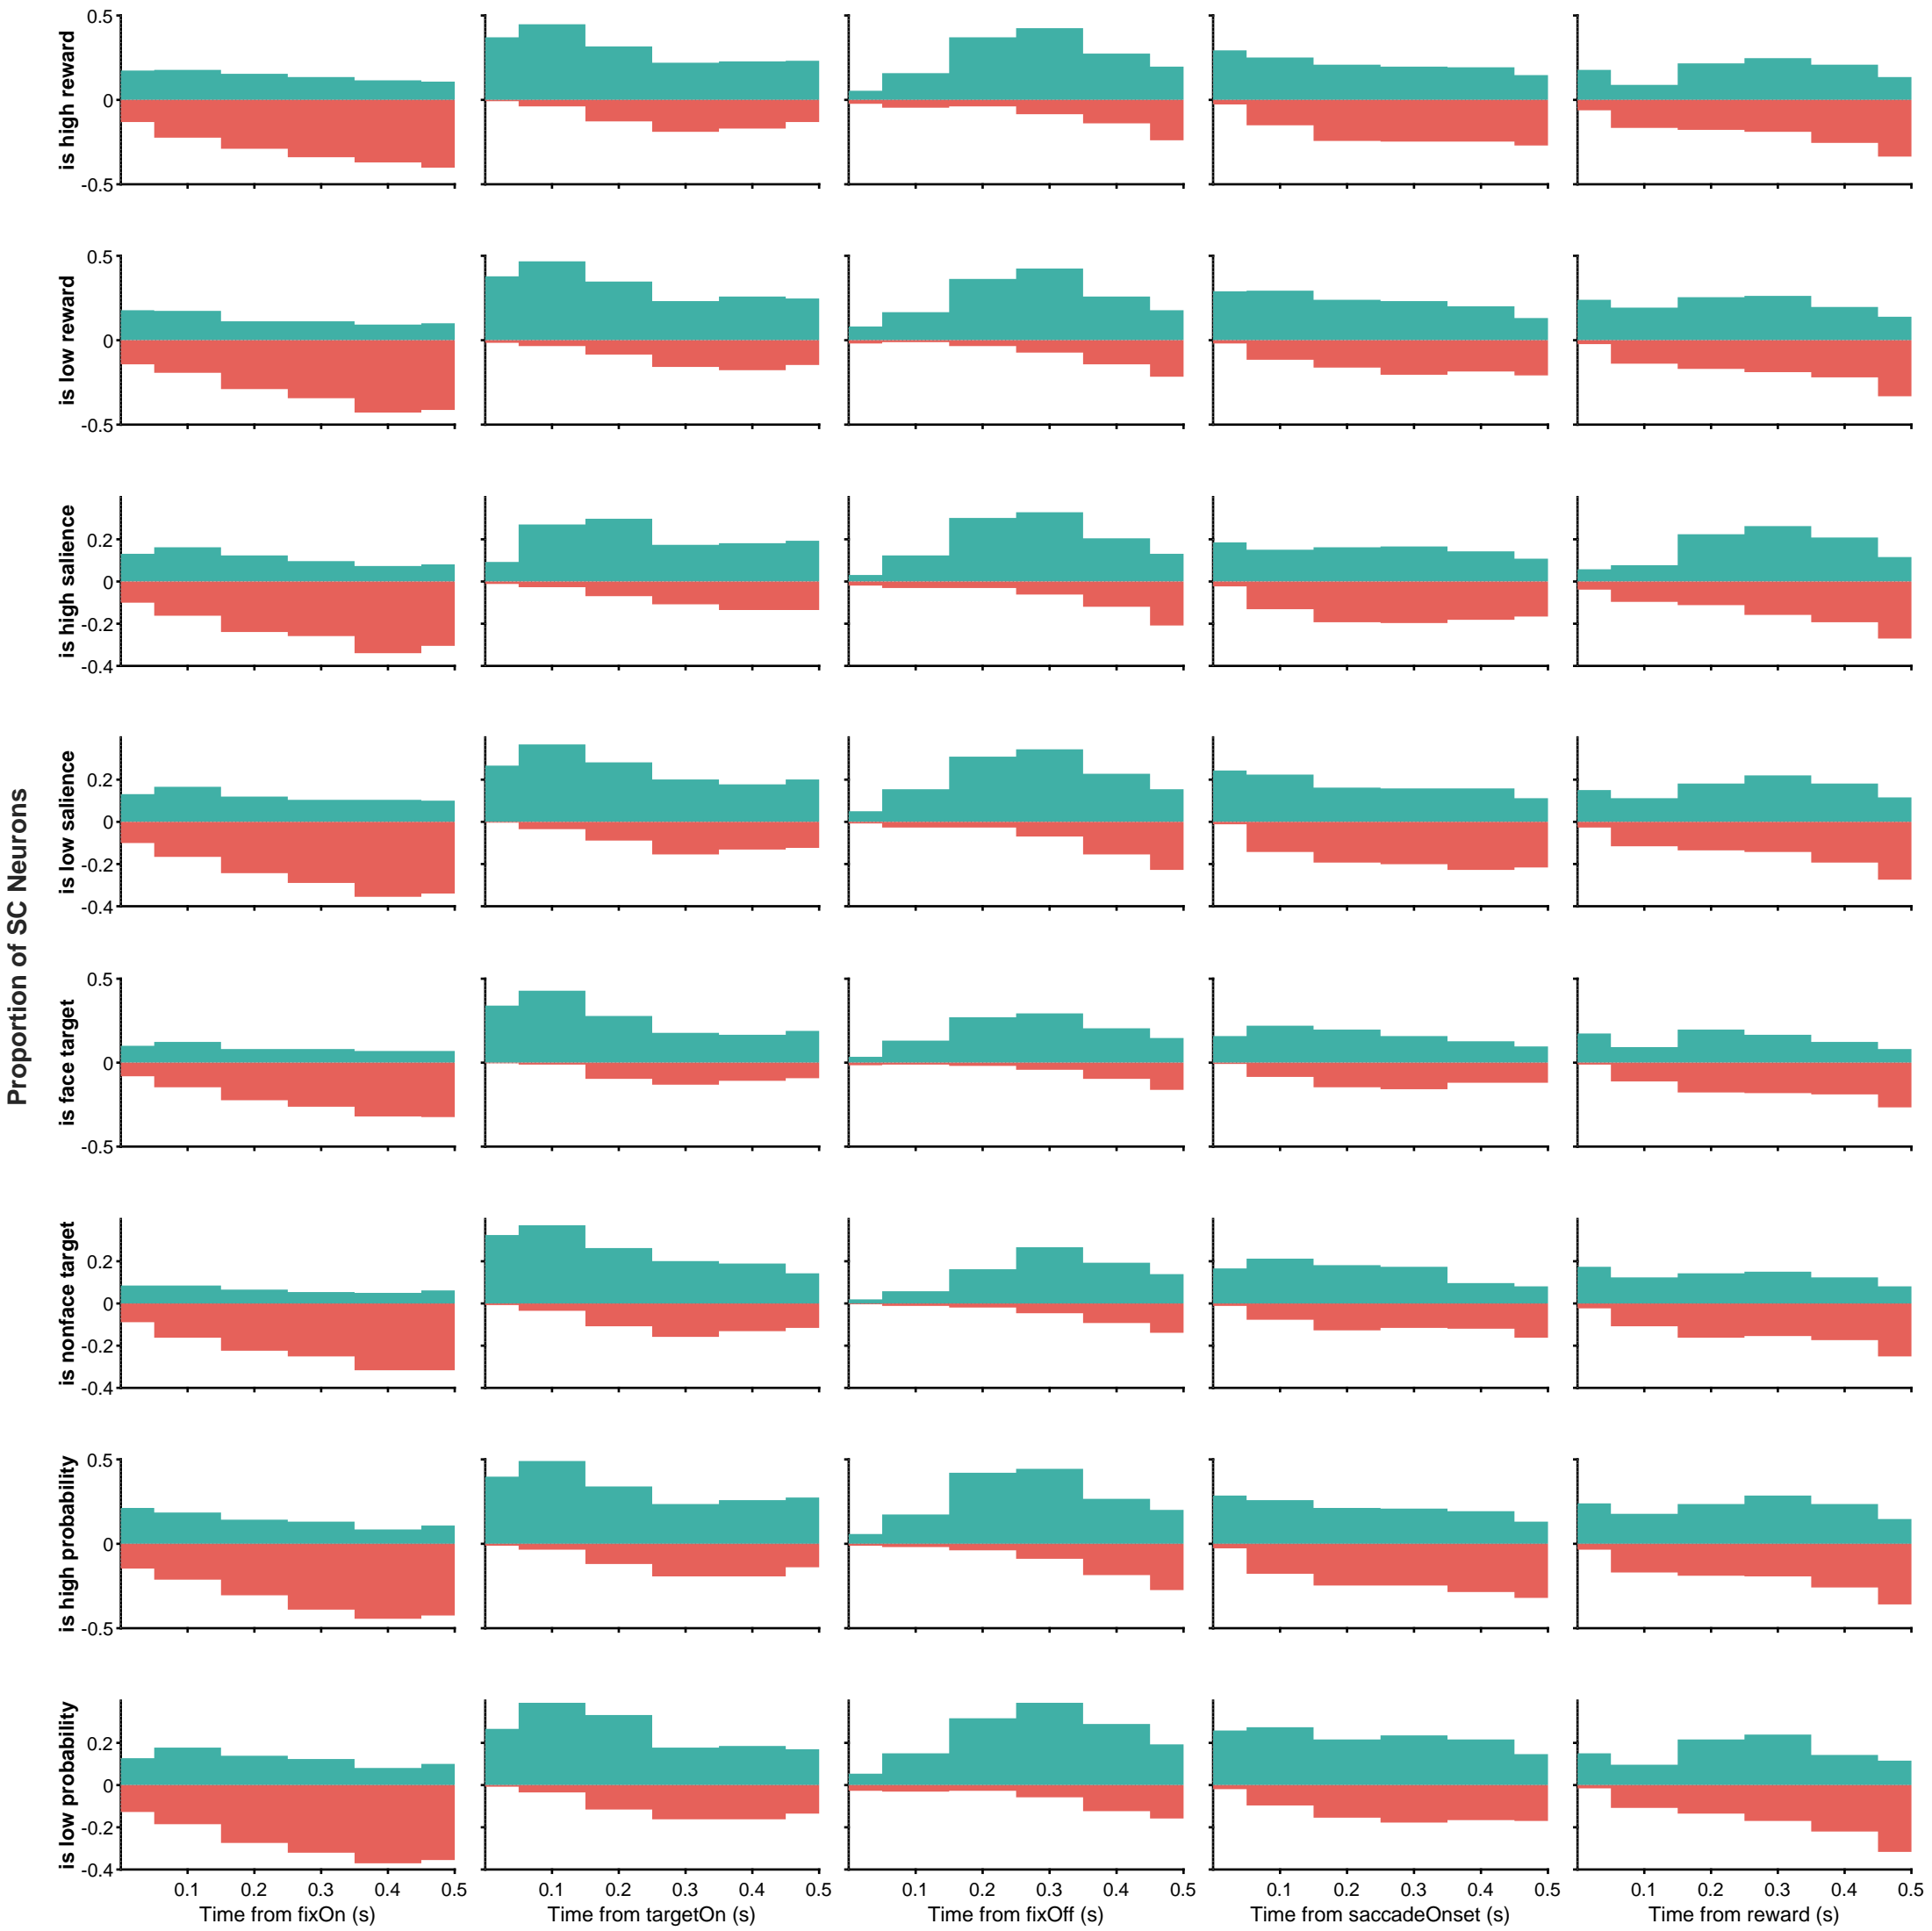 Proportion of SC Neurons
is high reward
0.5
0
-0.5
is low reward
0.5
0
-0.5
is high salience
0.2
0
-0.2
-0.4
is low salience
0.2
0
-0.2
-0.4
is face target
0.5
0
-0.5
is nonface target
0.2
0
-0.2
-0.4
is high probability
0.5
0
-0.5
is low probability
0.2
0
-0.2
-0.4
0.1 0.2 0.3 0.4 0.5
Time from fixOn (s)
0.1 0.2 0.3 0.4 0.5
Time from targetOn (s)
0.1 0.2 0.3 0.4 0.5
Time from fixOff (s)
0.1 0.2 0.3 0.4 0.5
Time from saccadeOnset (s)
0.1 0.2 0.3 0.4 0.5
Time from reward (s)